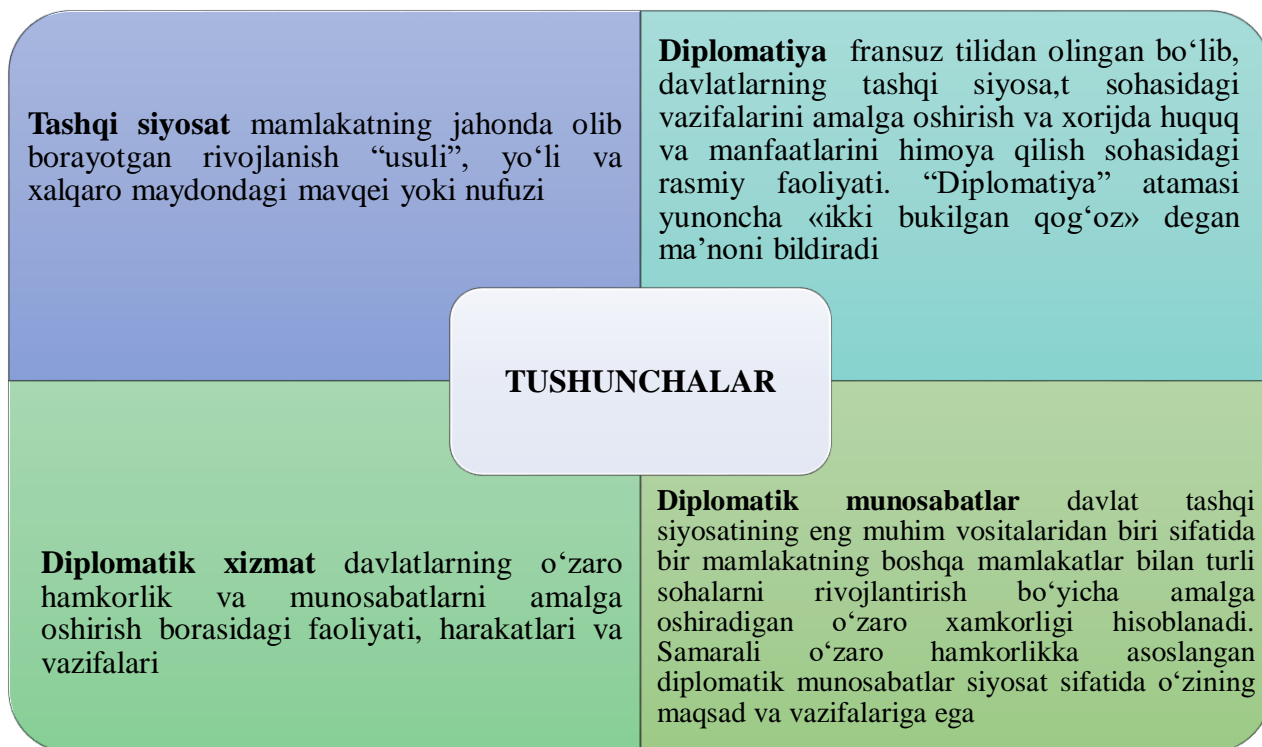 Tashqi siyosat mamlakatning jahonda olib
borayotgan rivojlanish “usuli”, yo‘li va
xalqaro maydondagi mavqei yoki nufuzi
Diplomatiya fransuz tilidan olingan bo‘lib,
davlatlarning tashqi siyosa,t sohasidagi
vazifalarini amalga oshirish va xorijda huquq
va manfaatlarini himoya qilish sohasidagi
rasmiy faoliyati. “Diplomatiya” atamasi
yunoncha «ikki bukilgan qog‘oz» degan
ma’noni bildiradi
TUSHUNCHALAR
Diplomatik xizmat davlatlarning o‘zaro
hamkorlik va munosabatlarni amalga
oshirish borasidagi faoliyati, harakatlari va
vazifalari
Diplomatik munosabatlar davlat tashqi
siyosatining eng muhim vositalaridan biri sifatida
bir mamlakatning boshqa mamlakatlar bilan turli
sohalarni rivojlantirish bo‘yicha amalga
oshiradigan o‘zaro xamkorligi hisoblanadi.
Samarali o‘zaro hamkorlikka asoslangan
diplomatik munosabatlar siyosat sifatida o‘zining
maqsad va vazifalariga ega